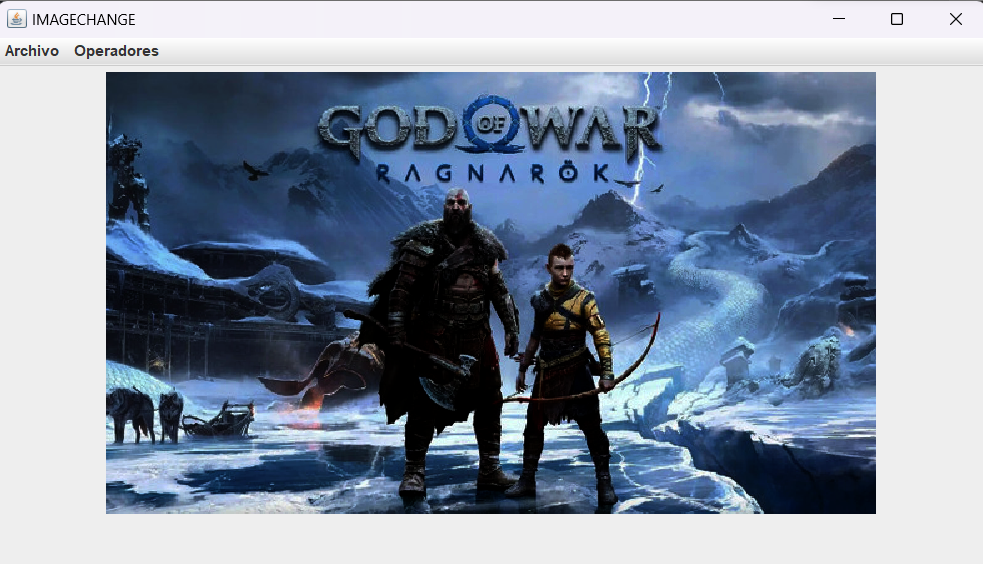 IMAGECHANGE
Archivo Operadores
GOD OF WAR
RAGNARÖK